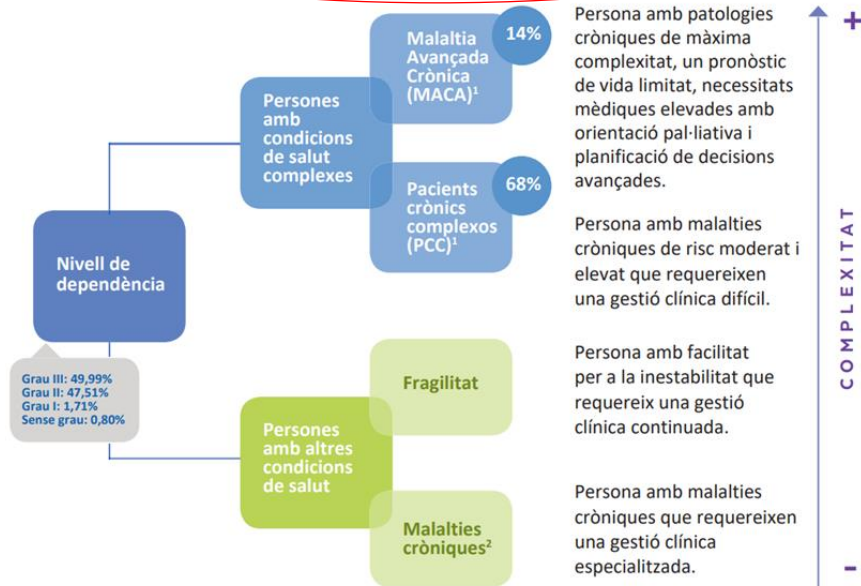 Nivell de
dependència
Grau III: 49,99%
Grau II: 47,51%
Grau I: 1,71%
Sense grau: 0,80%
Persones
amb
condicions
de salut
complexes
Malaltia
Avançada
Crònica
(MACA)¹
14%
Persona amb patologies
cròniques de màxima
complexitat, un pronòstic
de vida limitat, necessitats
mèdiques elevades amb
orientació pal·liativa i
planificació de decisions
avançades.
Pacients
crònics
complexos
(PCC)¹
68%
Persona amb malalties
cròniques de risc moderat i
elevat que requereixen
una gestió clínica difícil.
Persones
amb altres
condicions
de salut
Fragilitat
Persona amb facilitat
per a la inestabilitat que
requereix una gestió
clínica continuada.
Malalties
cròniques²
Persona amb malalties
cròniques que requereixen
una gestió clínica
especialitzada.
+
COMPLEXITAT
-